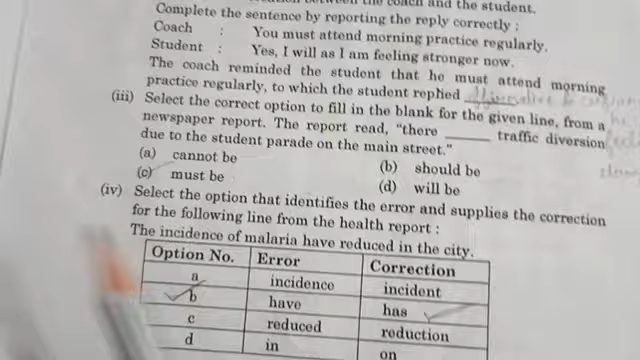 the coach and the student.
Complete the sentence by reporting the reply correctly :
Coach : You must attend morning practice regularly.
Student : Yes, I will as I am feeling stronger now.
The coach reminded the student that he must attend morning
practice regularly, to which the student replied
(iii) Select the correct option to fill in the blank for the given line, from a
newspaper report. The report read, "there ______ traffic diversion
due to the student parade on the main street."
(a) cannot be (b) should be
(c) must be (d) will be
(iv) Select the option that identifies the error and supplies the correction
for the following line from the health report :
The incidence of malaria have reduced in the city.
Option No. Error Correction
a incidence incident
b have has
c reduced reduction
d in on